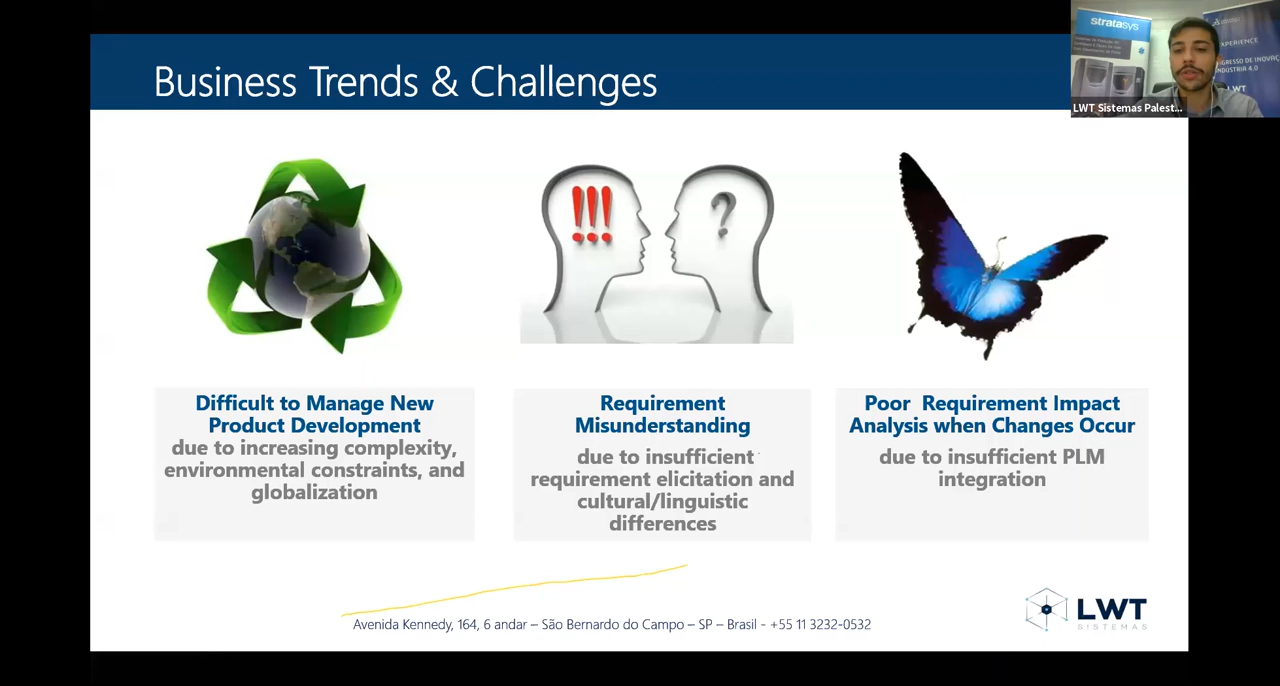 Business Trends & Challenges
stratasys
EXPERIENCE
LWT
LWT Sistemas Palest...
!!!
?
Difficult to Manage New
Product Development
due to increasing complexity,
environmental constraints, and
globalization
Requirement
Misunderstanding
due to insufficient
requirement elicitation and
cultural/linguistic
differences
Poor Requirement Impact
Analysis when Changes Occur
due to insufficient PLM
integration
Avenida Kennedy, 164, 6 andar – São Bernardo do Campo – SP – Brasil - +55 11 3232-0532
LWT
SISTEMAS